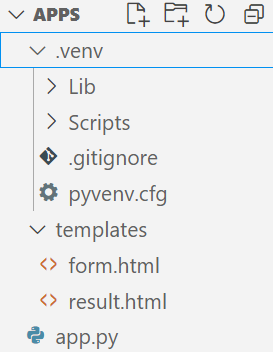 APPS
.venv
Lib
Scripts
.gitignore
pyvenv.cfg
templates
form.html
result.html
app.py